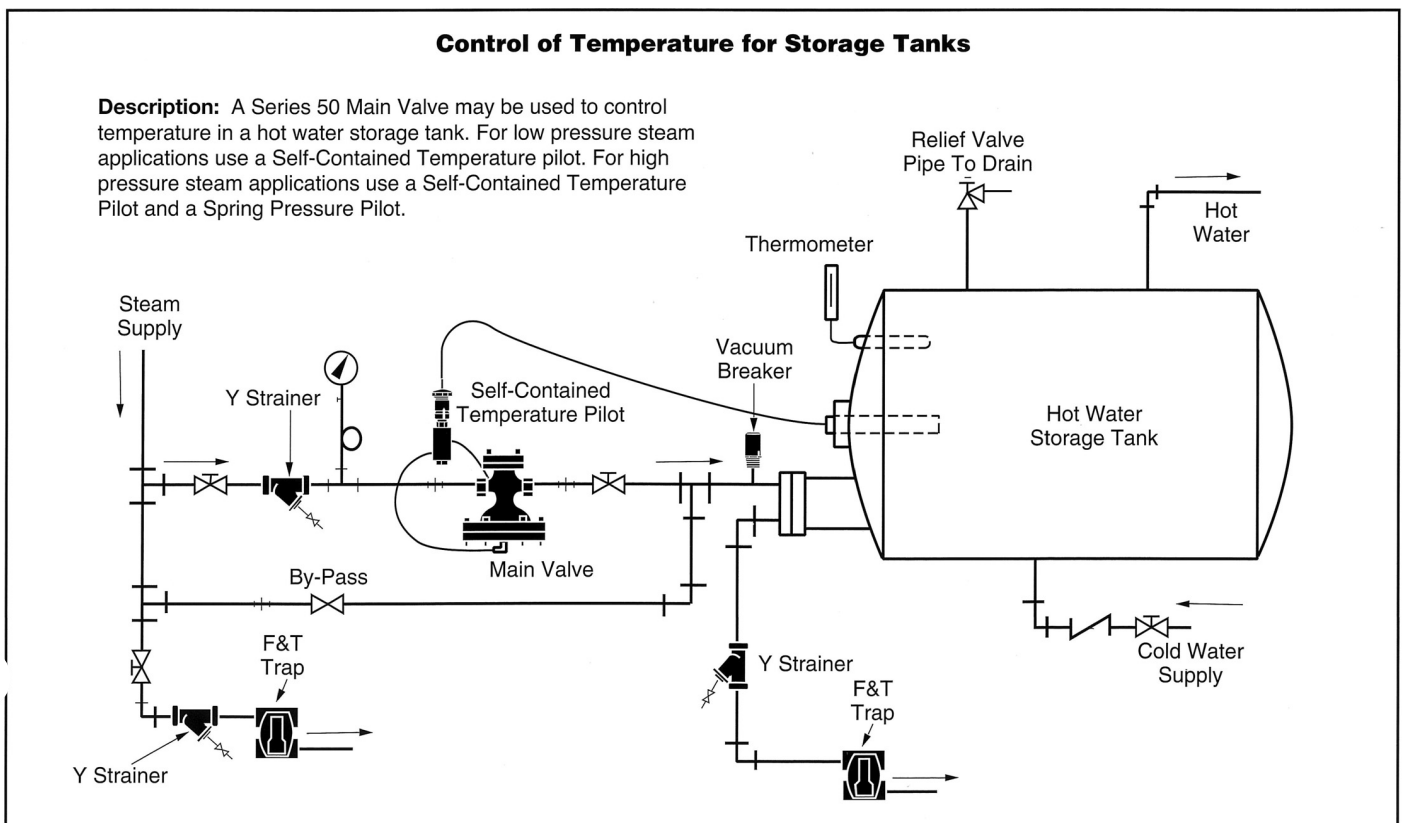 Control of Temperature for Storage Tanks
Description: A Series 50 Main Valve may be used to control
temperature in a hot water storage tank. For low pressure steam
applications use a Self-Contained Temperature pilot. For high
pressure steam applications use a Self-Contained Temperature
Pilot and a Spring Pressure Pilot.
Relief Valve
Pipe To Drain
Hot
Water
Thermometer
Steam
Supply
Vacuum
Breaker
Y Strainer
Self-Contained
Temperature Pilot
Hot Water
Storage Tank
Main Valve
By-Pass
F&T
Trap
Y Strainer
Cold Water
Supply
F&T
Trap
Y Strainer